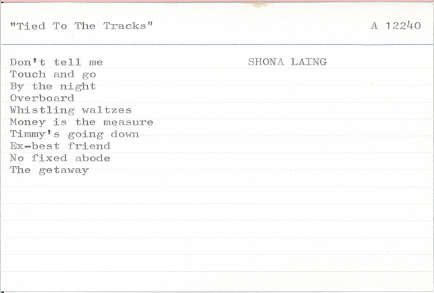 "Tied To The Tracks" A 12240
Don't tell me SHONA LAING
Touch and go
By the night
Overboard
Whistling waltzes
Money is the measure
Timmy's going down
Ex-best friend
No fixed abode
The getaway